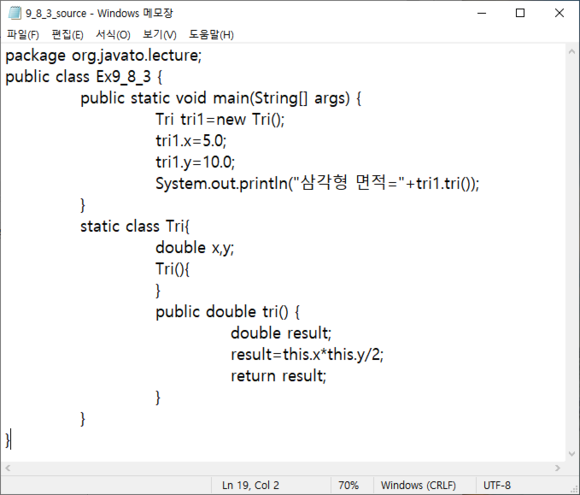 9_8_3_source - Windows 메모장
파일(F) 편집(E) 서식(O) 보기(V) 도움말(H)
package org.javato.lecture;
public class Ex9_8_3 {
public static void main(String[] args) {
Tri tri1=new Tri();
tri1.x=5.0;
tri1.y=10.0;
System.out.println("삼각형 면적="+tri1.tri());
}
static class Tri{
double x,y;
Tri(){
}
public double tri() {
double result;
result=this.x*this.y/2;
return result;
}
}
}
Ln 19, Col 2 70% Windows (CRLF) UTF-8